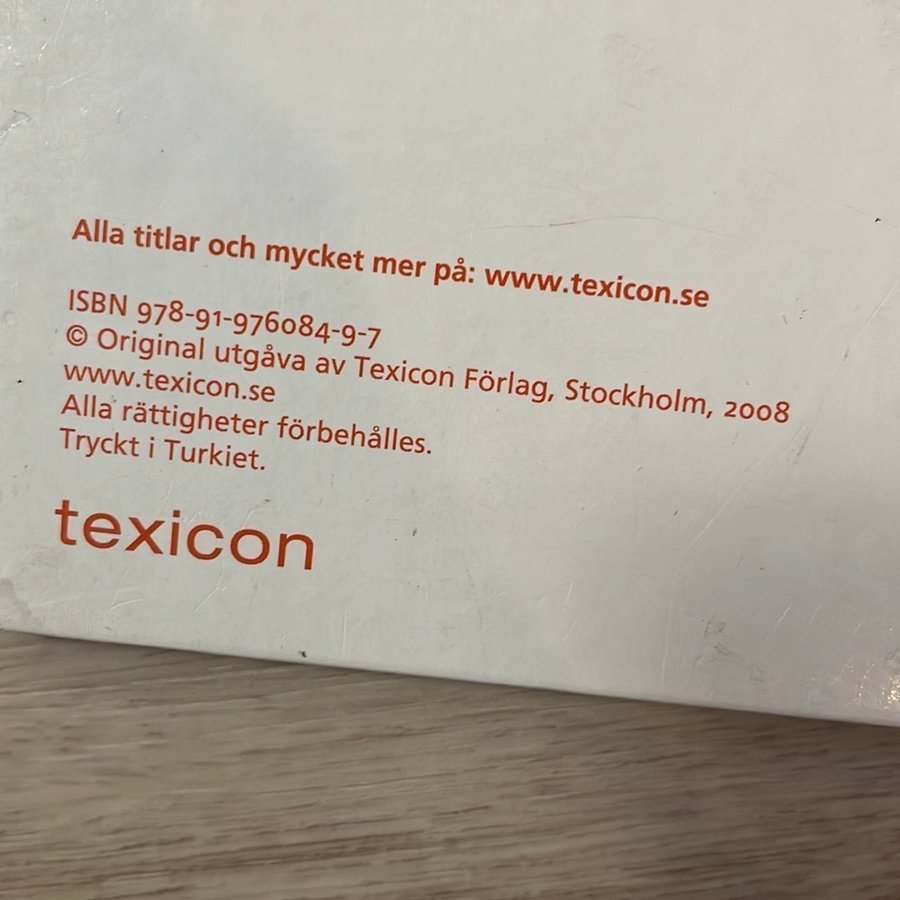 Alla titlar och mycket mer på: www.texicon.se
ISBN 978-91-976084-9-7
© Original utgåva av Texicon Förlag, Stockholm, 2008
www.texicon.se
Alla rättigheter förbehålles.
Tryckt i Turkiet.
texicon